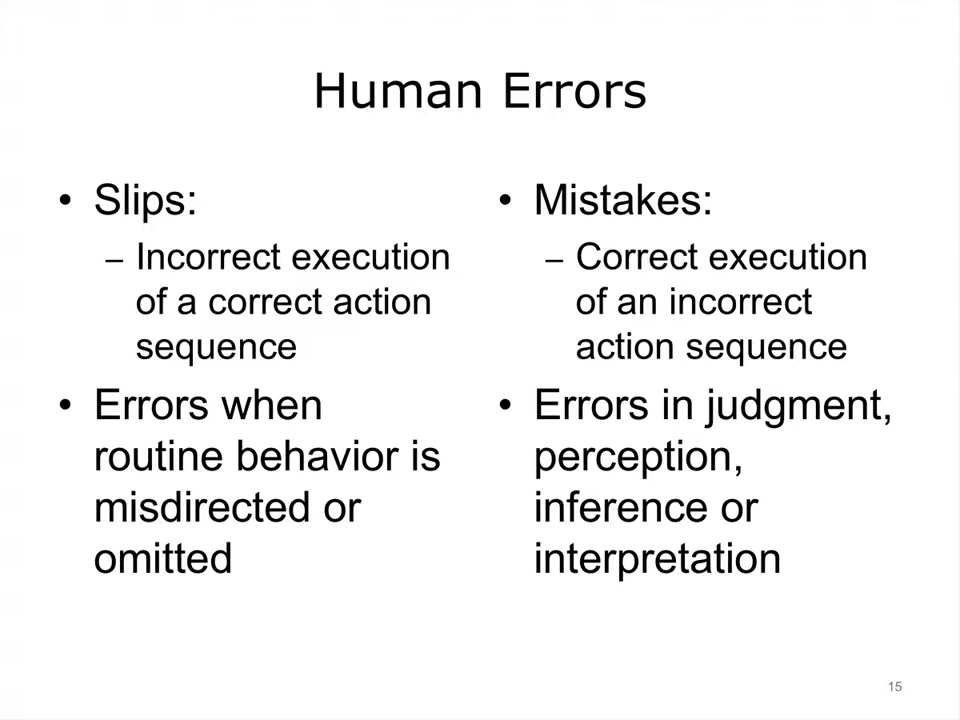 Human Errors
• Slips:
– Incorrect execution
of a correct action
sequence
• Errors when
routine behavior is
misdirected or
omitted
• Mistakes:
– Correct execution
of an incorrect
action sequence
• Errors in judgment,
perception,
inference or
interpretation
15